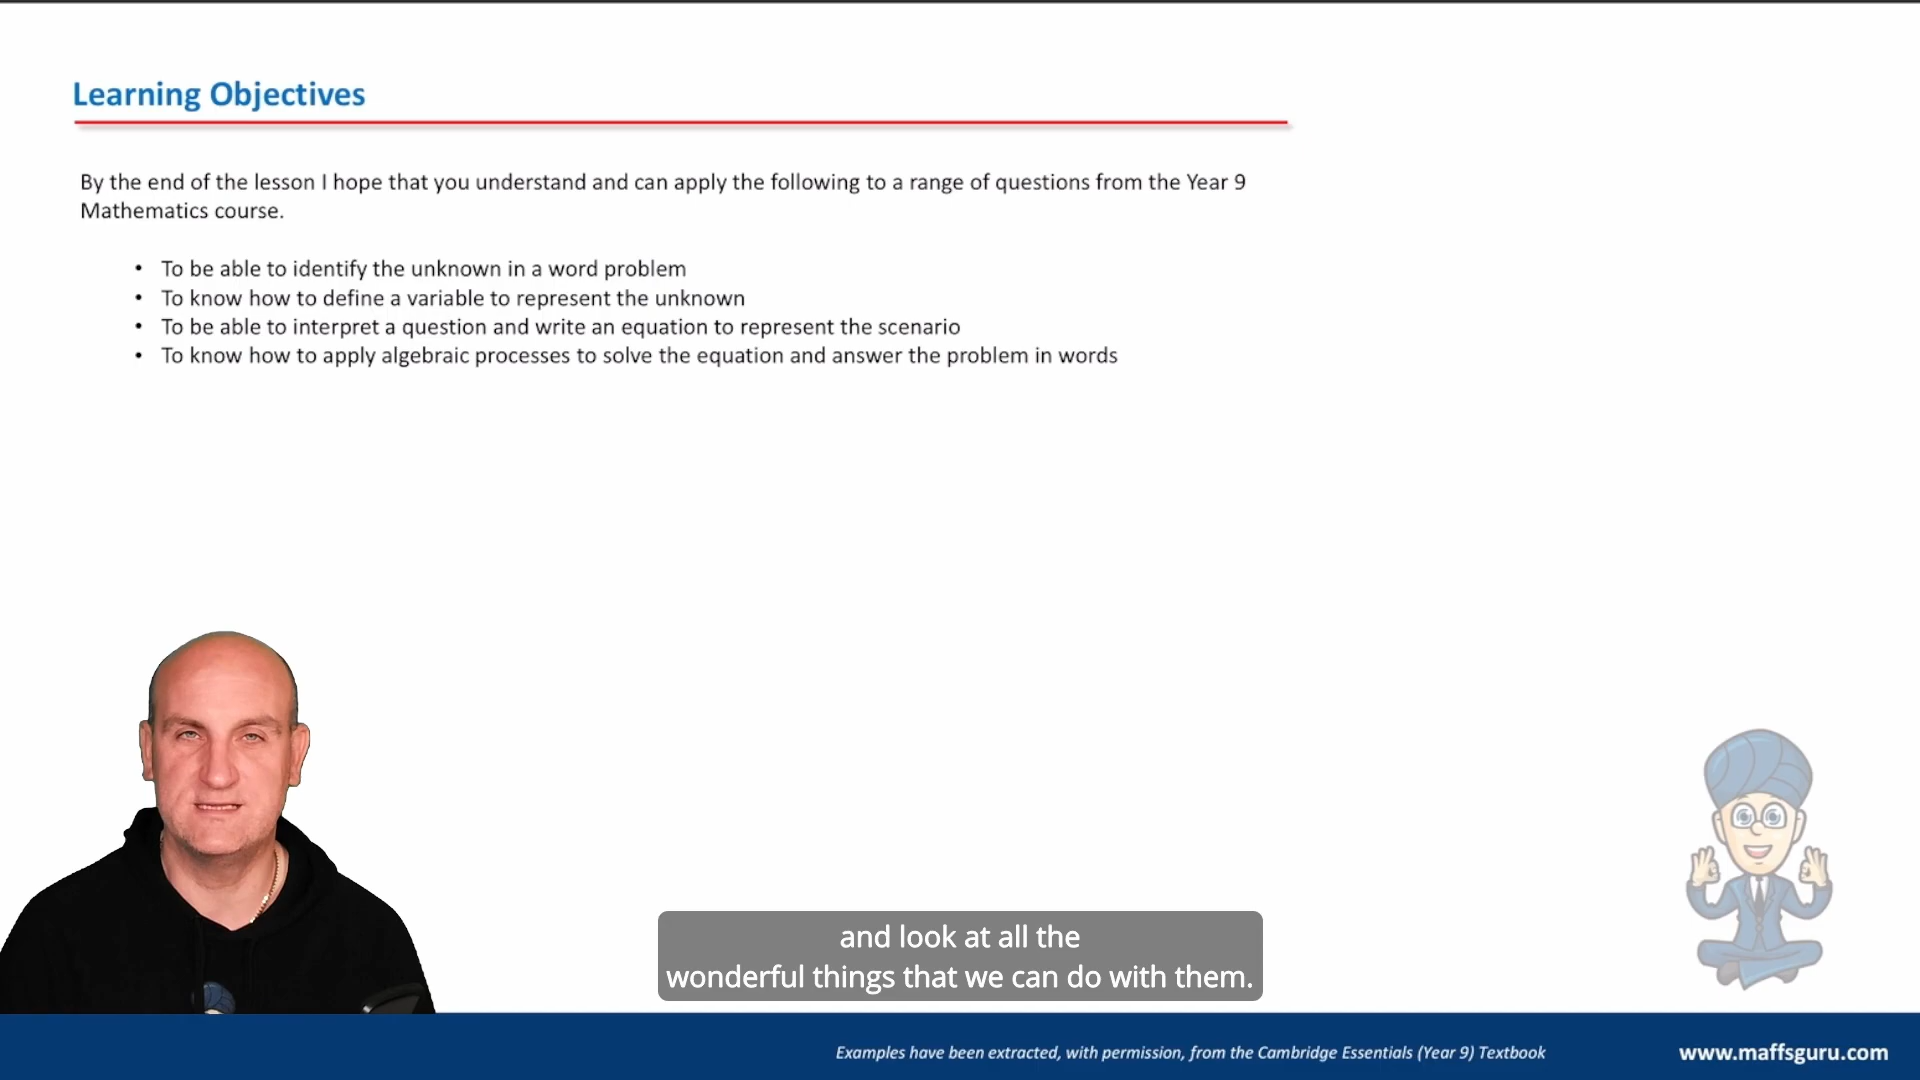 Learning Objectives
By the end of the lesson I hope that you understand and can apply the following to a range of questions from the Year 9
Mathematics course.
• To be able to identify the unknown in a word problem
• To know how to define a variable to represent the unknown
• To be able to interpret a question and write an equation to represent the scenario
• To know how to apply algebraic processes to solve the equation and answer the problem in words
and look at all the
wonderful things that we can do with them.
Examples have been extracted, with permission, from the Cambridge Essentials (Year 9) Textbook
www.maffsguru.com